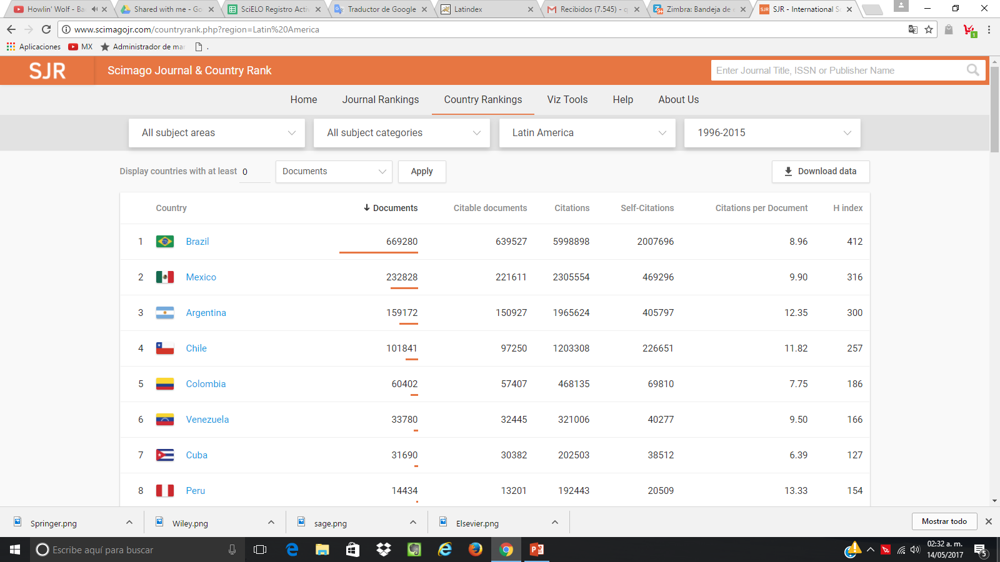 Howlin' Wolf - Ba
Shared with me - Go
SciELO Registro Activ
Traductor de Google
Latindex
Recibidos (7.545) - q
Zimbra: Bandeja de e
SJR - International S
www.scimagojr.com/countryrank.php?region=Latin%20America
Aplicaciones
MX
Administrador de mar
.
1
SJR
Scimago Journal & Country Rank
Enter Journal Title, ISSN or Publisher Name
Home Journal Rankings Country Rankings Viz Tools Help About Us
All subject areas All subject categories Latin America 1996-2015
Display countries with at least 0 Documents Apply Download data
Country Documents Citable documents Citations Self-Citations Citations per Document H index
1 Brazil 669280 639527 5998898 2007696 8.96 412
2 Mexico 232828 221611 2305554 469296 9.90 316
3 Argentina 159172 150927 1965624 405797 12.35 300
4 Chile 101841 97250 1203308 226651 11.82 257
5 Colombia 60402 57407 468135 69810 7.75 186
6 Venezuela 33780 32445 321006 40277 9.50 166
7 Cuba 31690 30382 202503 38512 6.39 127
8 Peru 14434 13201 192443 20509 13.33 154
Springer.png Wiley.png sage.png Elsevier.png Mostrar todo
Escribe aquí para buscar
02:32 a. m.
14/05/2017
5